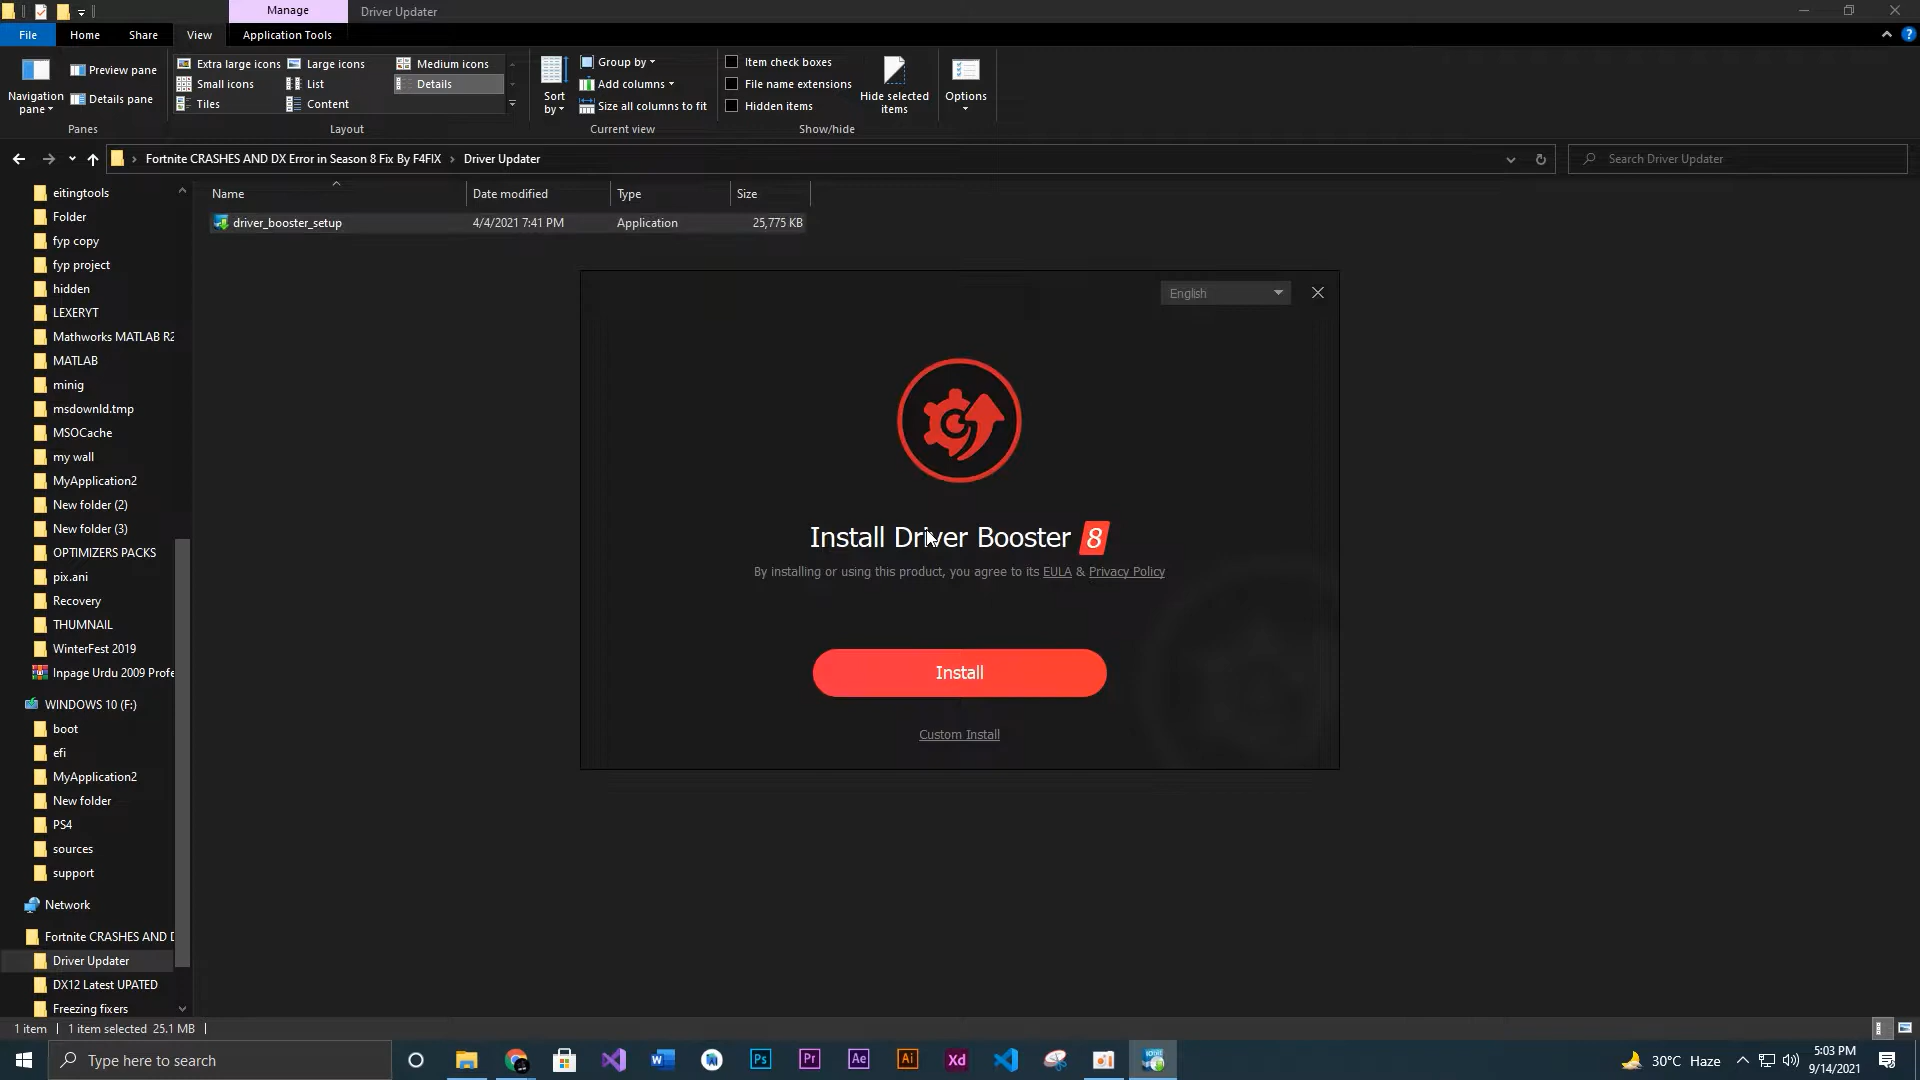 Manage
Driver Updater
File
Home
Share
View
Application Tools
Navigation pane
Preview pane
Details pane
Panes
Extra large icons
Large icons
Medium icons
Small icons
List
Details
Tiles
Content
Layout
Sort by
Group by
Add columns
Size all columns to fit
Current view
Item check boxes
File name extensions
Hidden items
Hide selected items
Show/hide
Options
Fortnite CRASHES AND DX Error in Season 8 Fix By F4FIX > Driver Updater
Search Driver Updater
Name
Date modified
Type
Size
driver_booster_setup
4/4/2021 7:41 PM
Application
25,775 KB
eitingtools
Folder
fyp copy
fyp project
hidden
LEXERYT
Mathworks MATLAB R2
MATLAB
minig
msdownld.tmp
MSOCache
my wall
MyApplication2
New folder (2)
New folder (3)
OPTIMIZERS PACKS
pix.ani
Recovery
THUMNAIL
WinterFest 2019
Inpage Urdu 2009 Profe
WINDOWS 10 (F:)
boot
efi
MyApplication2
New folder
PS4
sources
support
Network
Fortnite CRASHES AND D
Driver Updater
DX12 Latest UPATED
Freezing fixers
English
Install Driver Booster 8
By installing or using this product, you agree to its EULA & Privacy Policy
Install
Custom Install
1 item
1 item selected 25.1 MB
Type here to search
Ps
Pr
Ae
Ai
Xd
30°C Haze
5:03 PM
9/14/2021